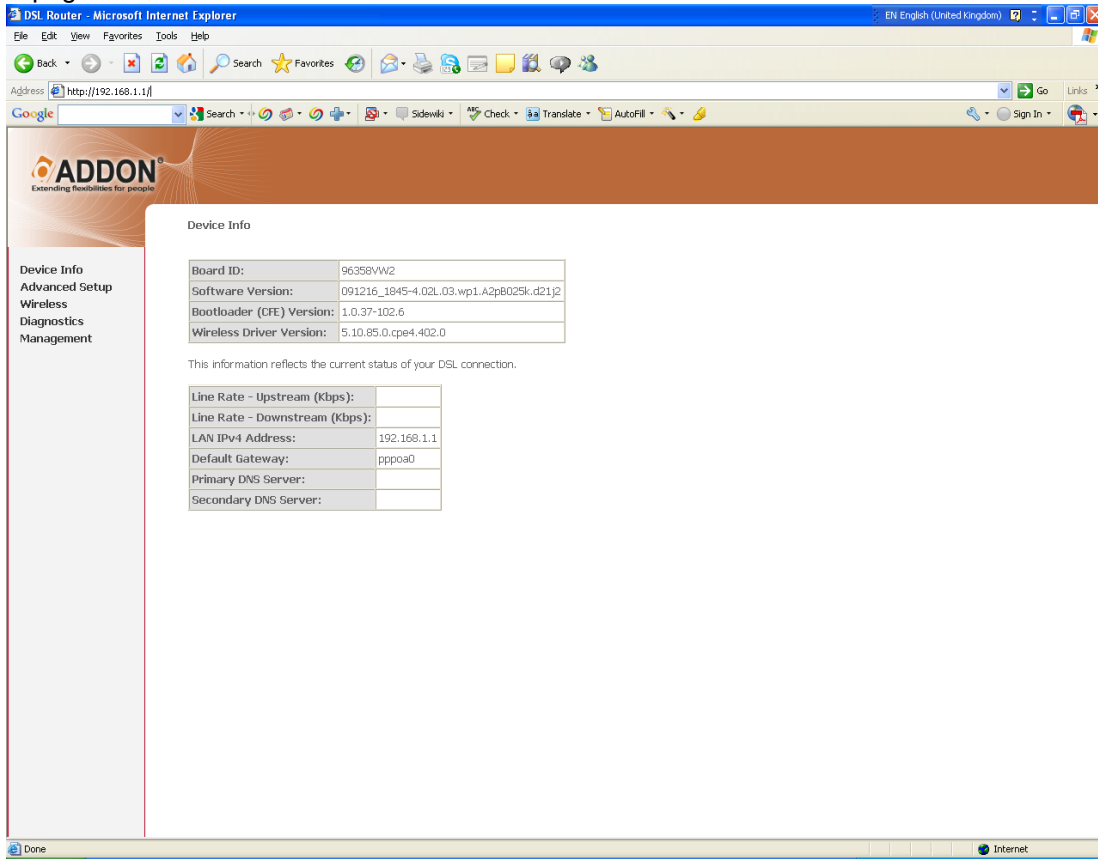 DSL Router - Microsoft Internet Explorer
EN English (United Kingdom)
File Edit View Favorites Tools Help
Back Search Favorites
Address http://192.168.1.1/ Go Links
Google Search Sidewiki Check Translate AutoFill Sign In
ADDON®
Extending flexibilities for people
Device Info
Device Info
Advanced Setup
Wireless
Diagnostics
Management
Board ID: 96358VW2
Software Version: 091216_1845-4.02L.03.wp1.A2pB025k.d21j2
Bootloader (CFE) Version: 1.0.37-102.6
Wireless Driver Version: 5.10.85.0.cpe4.402.0
This information reflects the current status of your DSL connection.
Line Rate - Upstream (Kbps):
Line Rate - Downstream (Kbps):
LAN IPv4 Address: 192.168.1.1
Default Gateway: pppoa0
Primary DNS Server:
Secondary DNS Server:
Done Internet